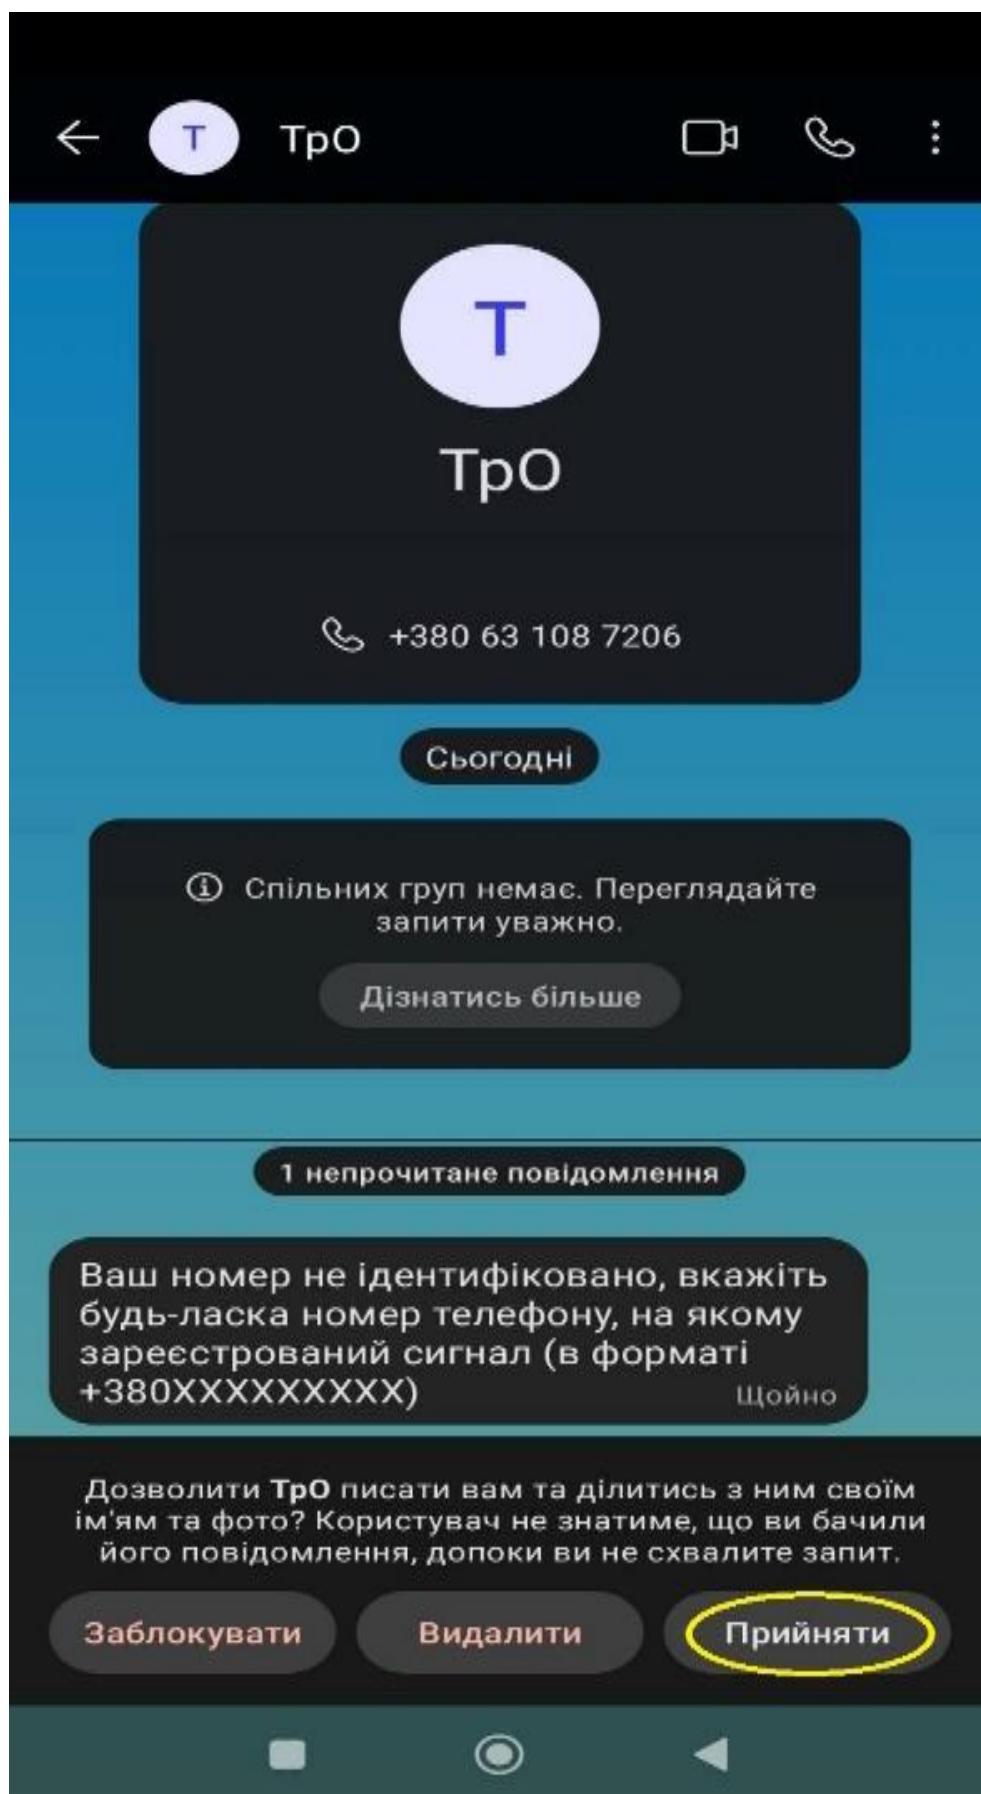 Т
ТрО
Т
ТрО
+380 63 108 7206
Сьогодні
Спільних груп немає. Переглядайте
запити уважно.
Дізнатись більше
1 непрочитане повідомлення
Ваш номер не ідентифіковано, вкажіть
будь-ласка номер телефону, на якому
зареєстрований сигнал (в форматі
+380XXXXXXXXX)
Щойно
Дозволити ТрО писати вам та ділитись з ним своїм
ім'ям та фото? Користувач не знатиме, що ви бачили
його повідомлення, допоки ви не схвалите запит.
Заблокувати
Видалити
Прийняти